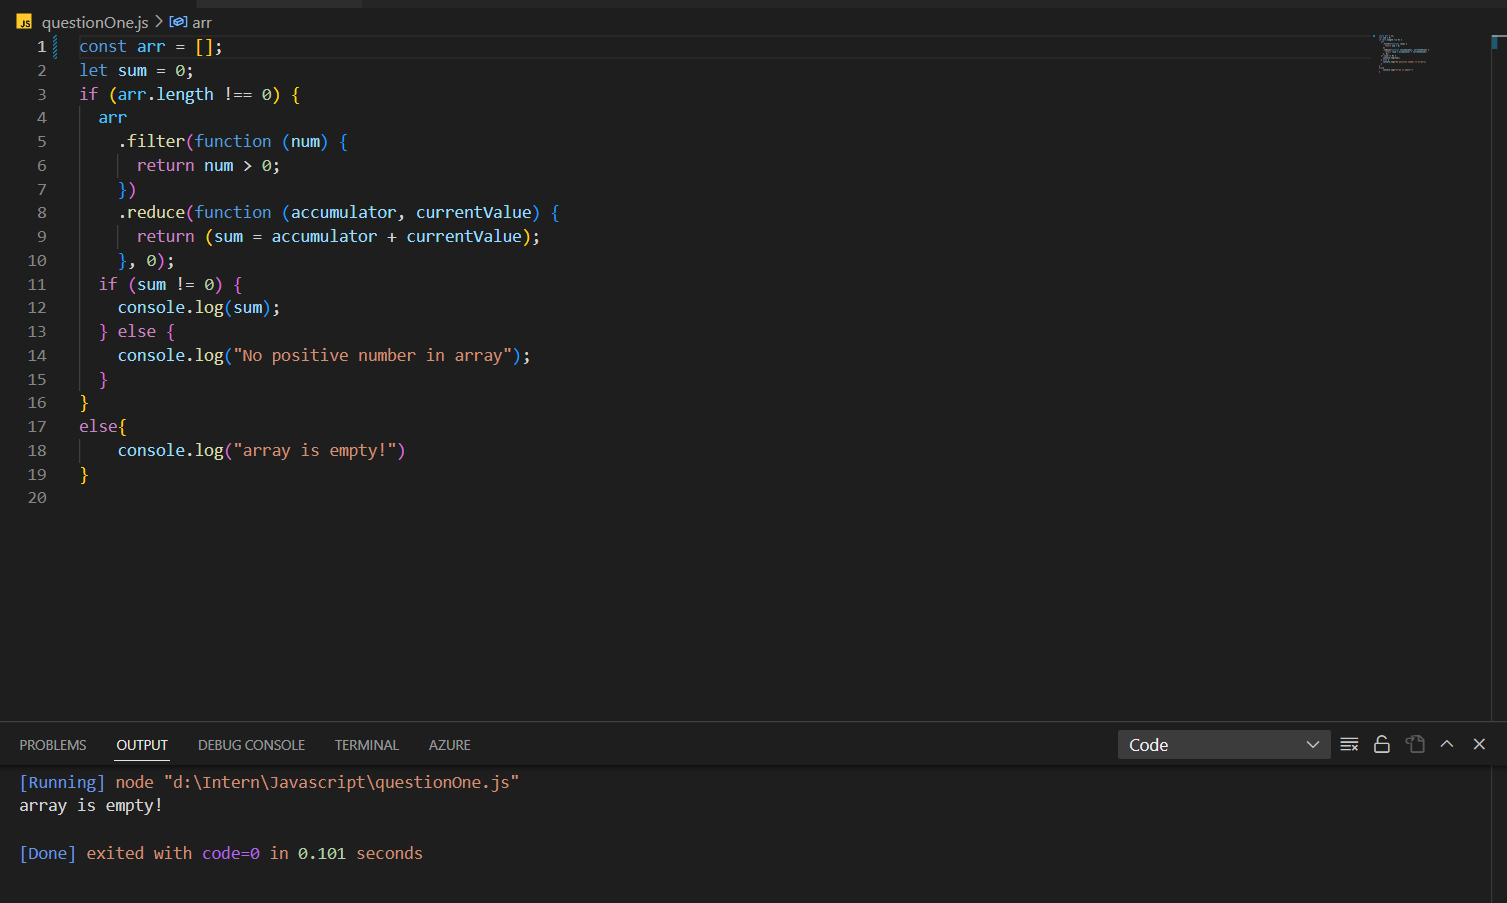 JS questionOne.js > arr
1 const arr = [];
2 let sum = 0;
3 if (arr.length !== 0) {
4   arr
5     .filter(function (num) {
6       return num > 0;
7     })
8     .reduce(function (accumulator, currentValue) {
9       return (sum = accumulator + currentValue);
10     }, 0);
11   if (sum != 0) {
12     console.log(sum);
13   } else {
14     console.log("No positive number in array");
15   }
16 }
17 else{
18     console.log("array is empty!")
19 }
20
PROBLEMS OUTPUT DEBUG CONSOLE TERMINAL AZURE Code
[Running] node "d:\Intern\Javascript\questionOne.js"
array is empty!
[Done] exited with code=0 in 0.101 seconds